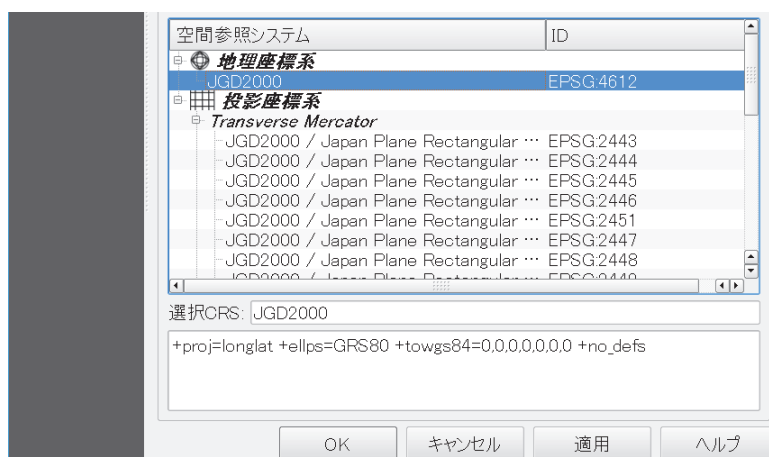 空間参照システム ID
地理座標系
JGD2000 EPSG:4612
投影座標系
Transverse Mercator
JGD2000 / Japan Plane Rectangular … EPSG:2443
JGD2000 / Japan Plane Rectangular … EPSG:2444
JGD2000 / Japan Plane Rectangular … EPSG:2445
JGD2000 / Japan Plane Rectangular … EPSG:2446
JGD2000 / Japan Plane Rectangular … EPSG:2451
JGD2000 / Japan Plane Rectangular … EPSG:2447
JGD2000 / Japan Plane Rectangular … EPSG:2448
JGD2000 / Japan Plane Rectangular …
選択CRS: JGD2000
+proj=longlat +ellps=GRS80 +towgs84=0,0,0,0,0,0,0 +no_defs
OK キャンセル 適用 ヘルプ